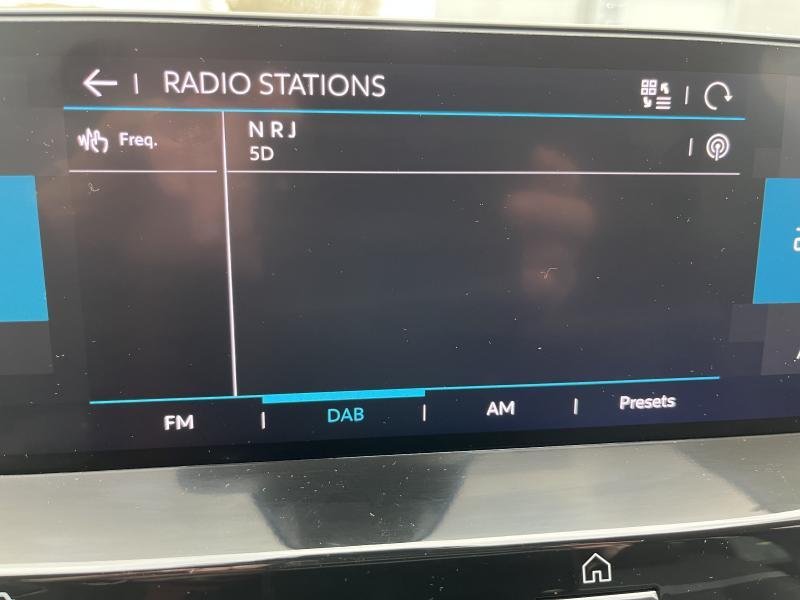 RADIO STATIONS
Freq.
N R J
5D
FM | DAB | AM | Presets